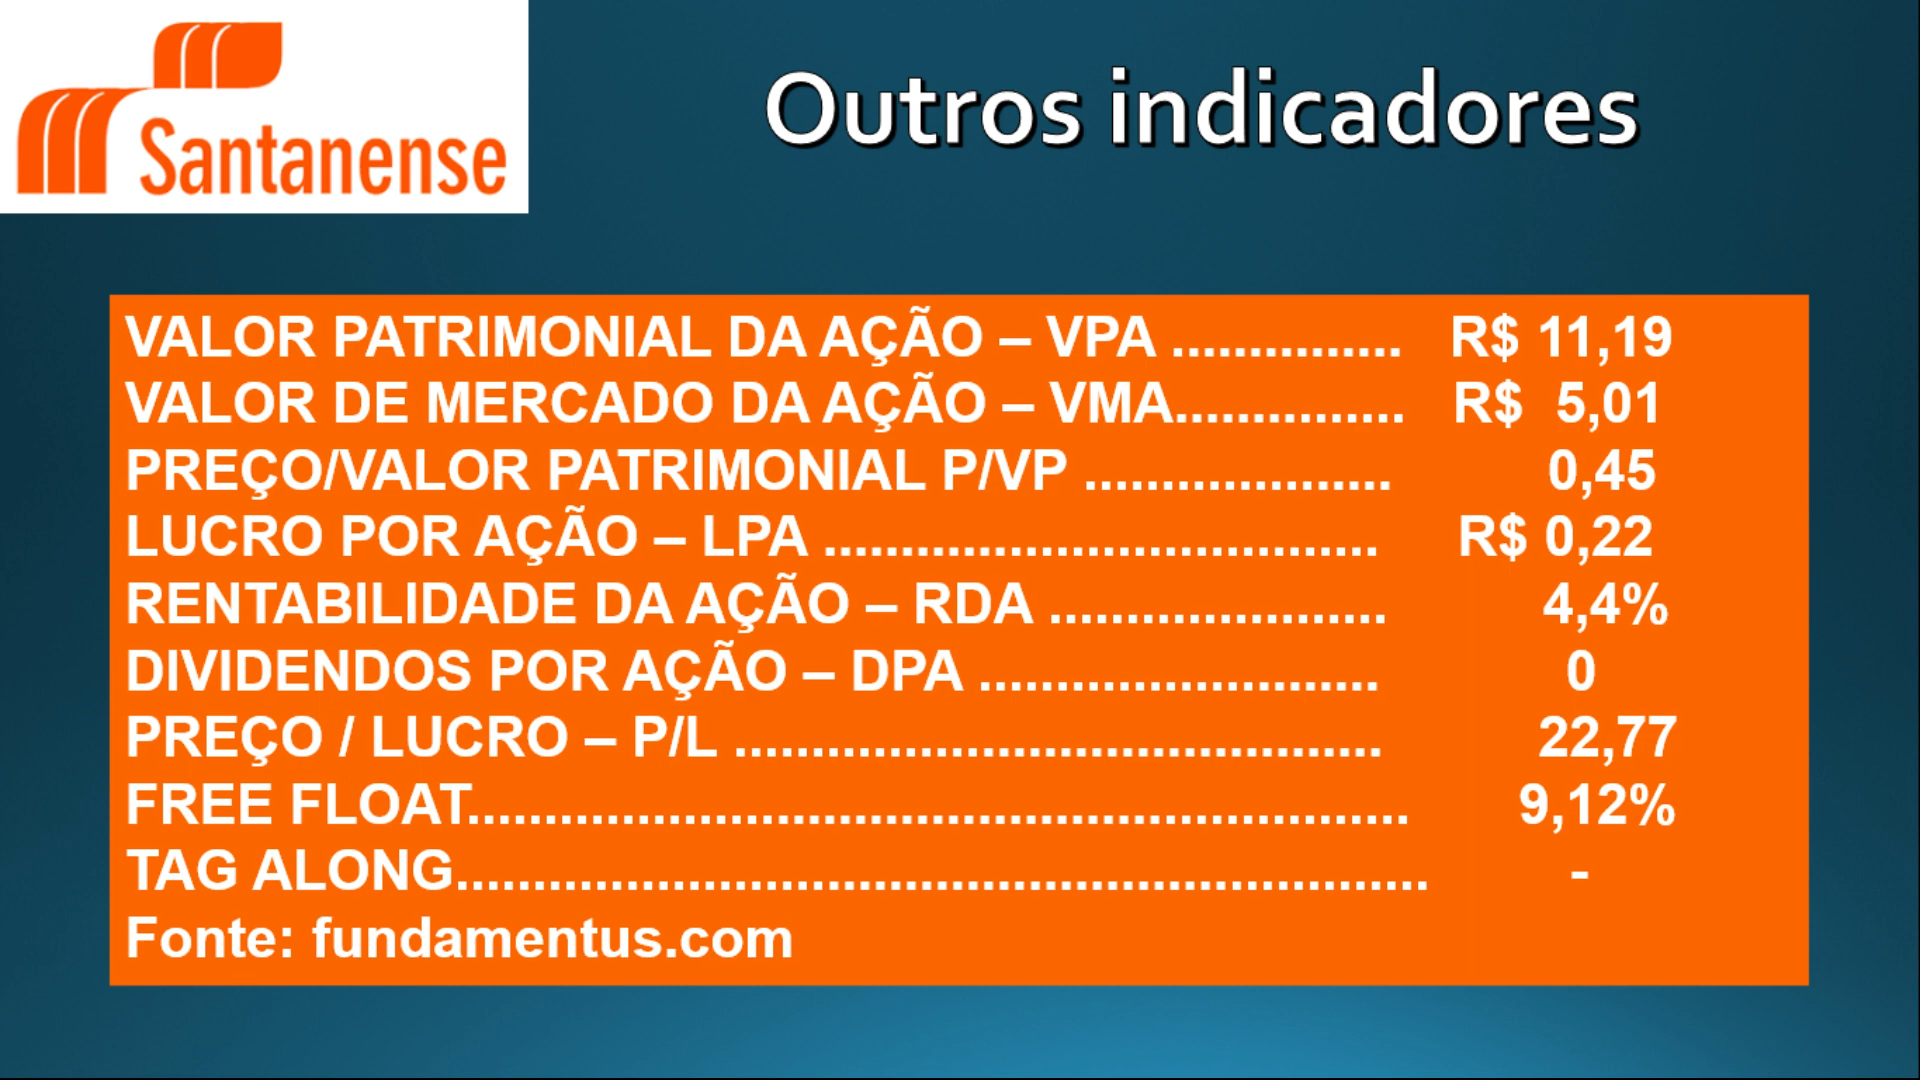 Santanense
Outros indicadores
VALOR PATRIMONIAL DA AÇÃO – VPA ............... R$ 11,19
VALOR DE MERCADO DA AÇÃO – VMA............... R$ 5,01
PREÇO/VALOR PATRIMONIAL P/VP .................... 0,45
LUCRO POR AÇÃO – LPA .................................... R$ 0,22
RENTABILIDADE DA AÇÃO – RDA ...................... 4,4%
DIVIDENDOS POR AÇÃO – DPA .......................... 0
PREÇO / LUCRO – P/L .......................................... 22,77
FREE FLOAT............................................................. 9,12%
TAG ALONG............................................................... -
Fonte: fundamentus.com